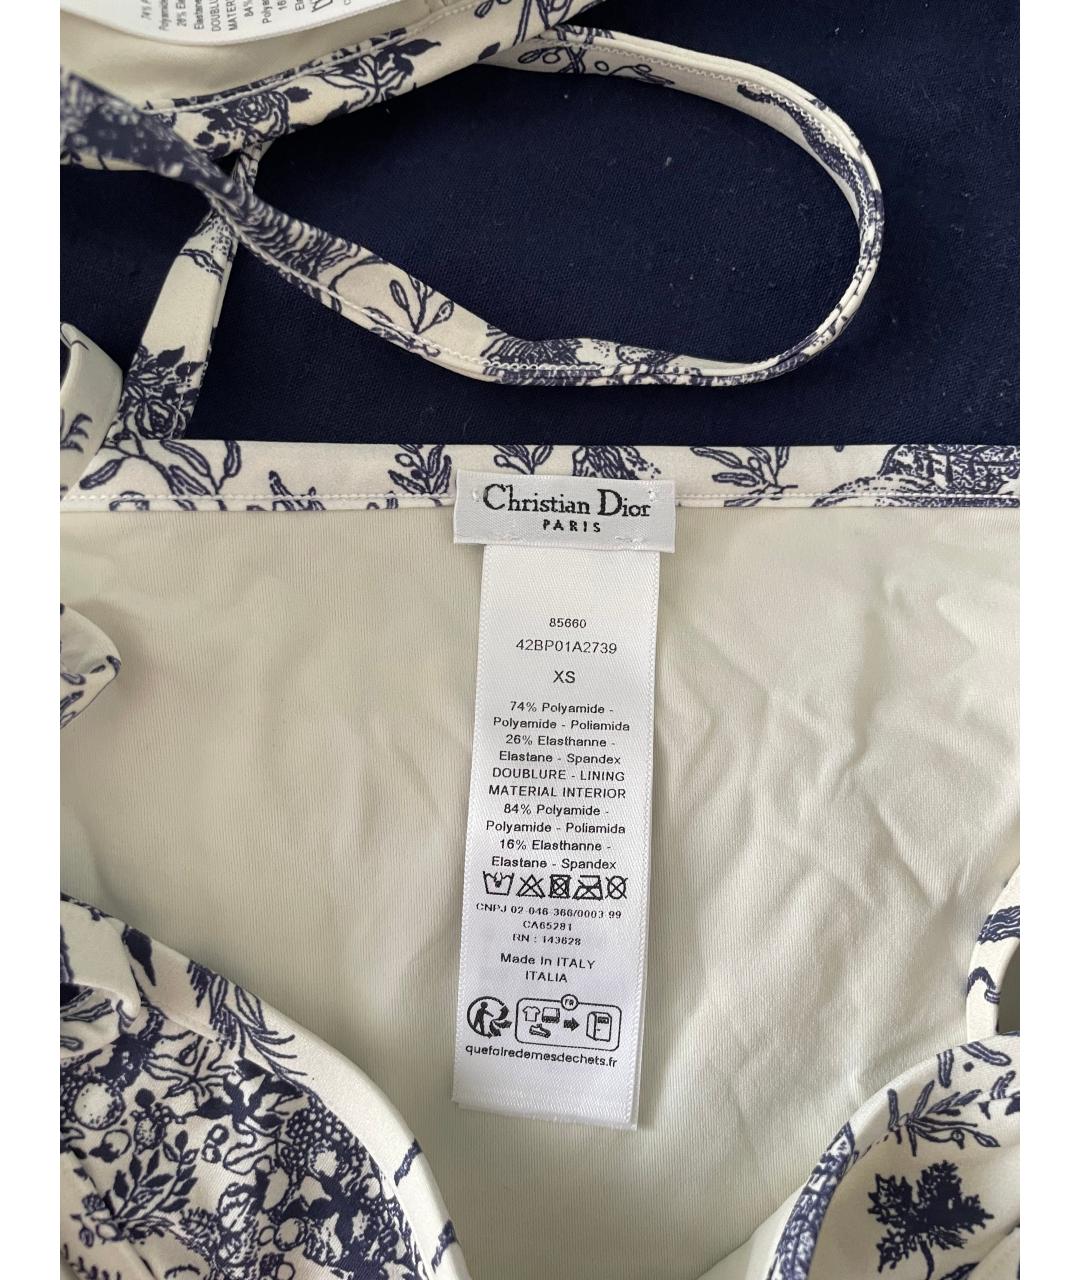 Christian Dior
PARIS
85660
42BP01A2739
XS
74% Polyamide -
Polyamide - Poliamida
26% Elasthanne -
Elastane - Spandex
DOUBLURE - LINING
MATERIAL INTERIOR
84% Polyamide -
Polyamide - Poliamida
16% Elasthanne -
Elastane - Spandex
CNPJ 02-046-366/0003-99
CA65281
RN : 143628
Made In ITALY
ITALIA
FR
quefairedemesdechets.fr